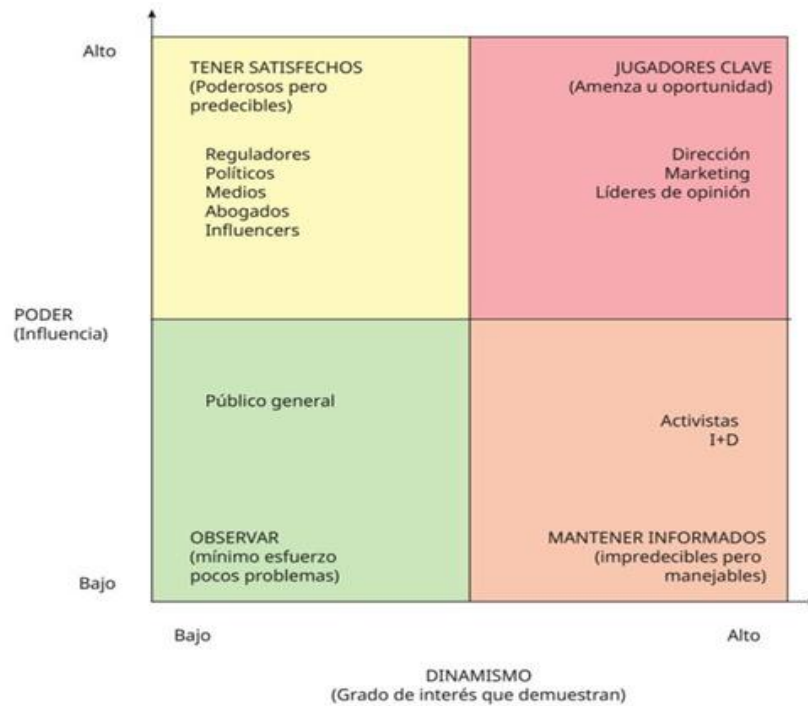 Alto
TENER SATISFECHOS
(Poderosos pero
predecibles)
Reguladores
Políticos
Medios
Abogados
Influencers
JUGADORES CLAVE
(Amenza u oportunidad)
Dirección
Marketing
Líderes de opinión
PODER
(Influencia)
Público general
Activistas
I+D
OBSERVAR
(mínimo esfuerzo
pocos problemas)
MANTENER INFORMADOS
(impredecibles pero
manejables)
Bajo
Bajo
Alto
DINAMISMO
(Grado de interés que demuestran)